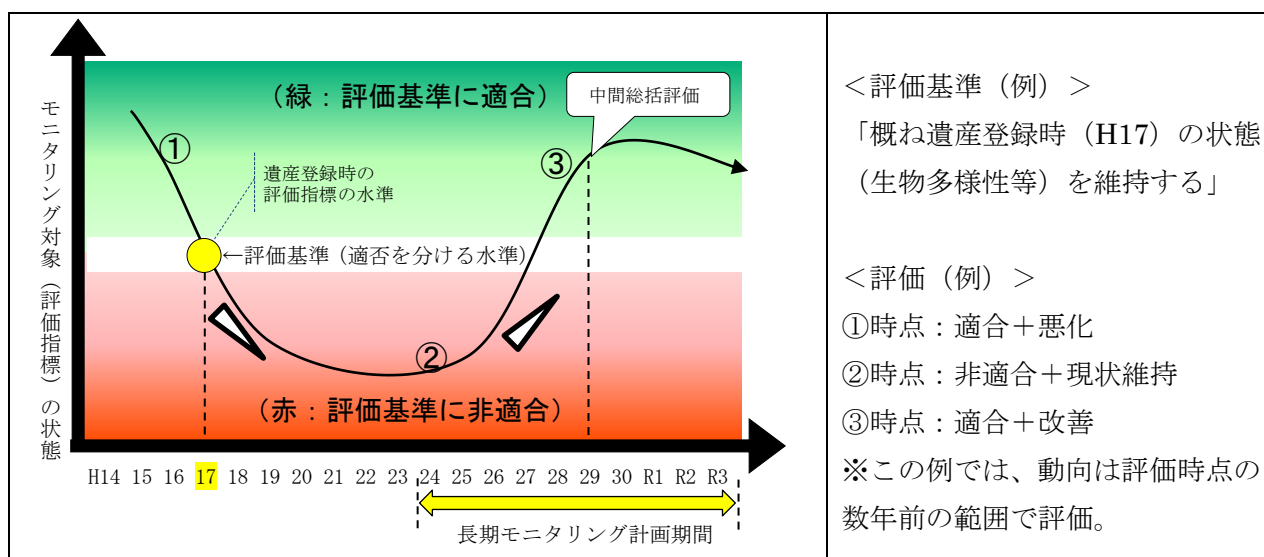 モニタリング対象（評価指標）の状態
（緑：評価基準に適合）
中間総括評価
①
③
遺産登録時の
評価指標の水準
←評価基準（適否を分ける水準）
②
（赤：評価基準に非適合）
H14 15 16 17 18 19 20 21 22 23 24 25 26 27 28 29 30 R1 R2 R3
長期モニタリング計画期間
＜評価基準（例）＞
「概ね遺産登録時（H17）の状態
（生物多様性等）を維持する」
＜評価（例）＞
①時点：適合＋悪化
②時点：非適合＋現状維持
③時点：適合＋改善
※この例では、動向は評価時点の
数年前の範囲で評価。